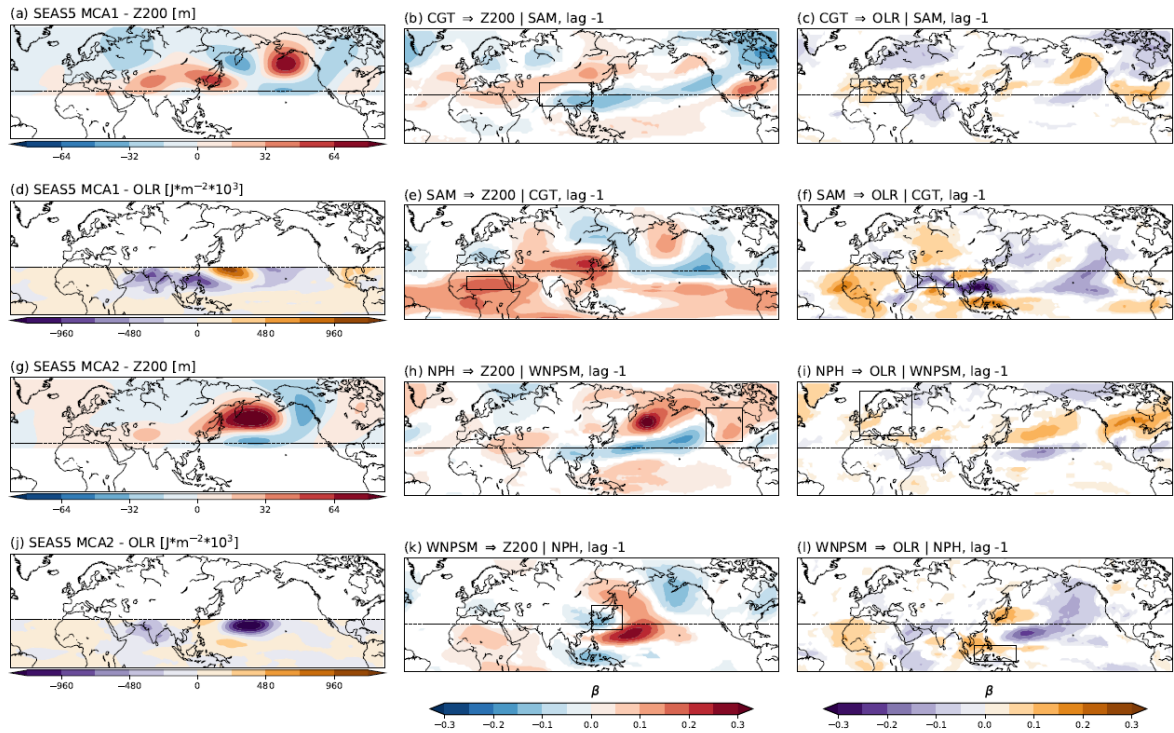 (a) SEAS5 MCA1 - Z200 [m]
(b) CGT ⇒ Z200 | SAM, lag -1
(c) CGT ⇒ OLR | SAM, lag -1
−64 −32 0 32 64
(d) SEAS5 MCA1 - OLR [J*m⁻²*10³]
(e) SAM ⇒ Z200 | CGT, lag -1
(f) SAM ⇒ OLR | CGT, lag -1
−960 −480 0 480 960
(g) SEAS5 MCA2 - Z200 [m]
(h) NPH ⇒ Z200 | WNPSM, lag -1
(i) NPH ⇒ OLR | WNPSM, lag -1
−64 −32 0 32 64
(j) SEAS5 MCA2 - OLR [J*m⁻²*10³]
(k) WNPSM ⇒ Z200 | NPH, lag -1
(l) WNPSM ⇒ OLR | NPH, lag -1
−960 −480 0 480 960
β
−0.3 −0.2 −0.1 0.0 0.1 0.2 0.3
β
−0.3 −0.2 −0.1 0.0 0.1 0.2 0.3